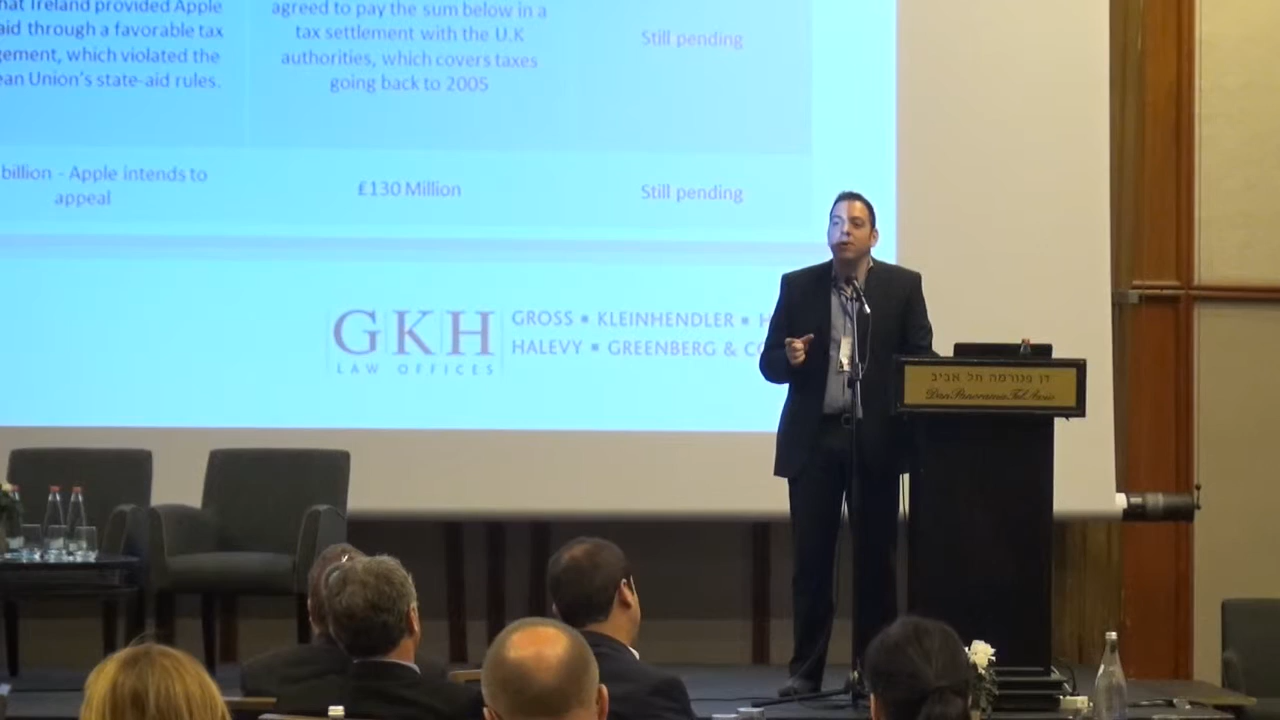 hat Ireland provided Apple
aid through a favorable tax
gement, which violated the
ean Union's state-aid rules.
agreed to pay the sum below in a
tax settlement with the U.K
authorities, which covers taxes
going back to 2005
Still pending
billion - Apple intends to
appeal
£130 Million
Still pending
GKH
LAW OFFICES
GROSS ▪ KLEINHENDLER ▪ H
HALEVY ▪ GREENBERG & CO
דן פנורמה תל אביב
Dan Panorama Tel Aviv